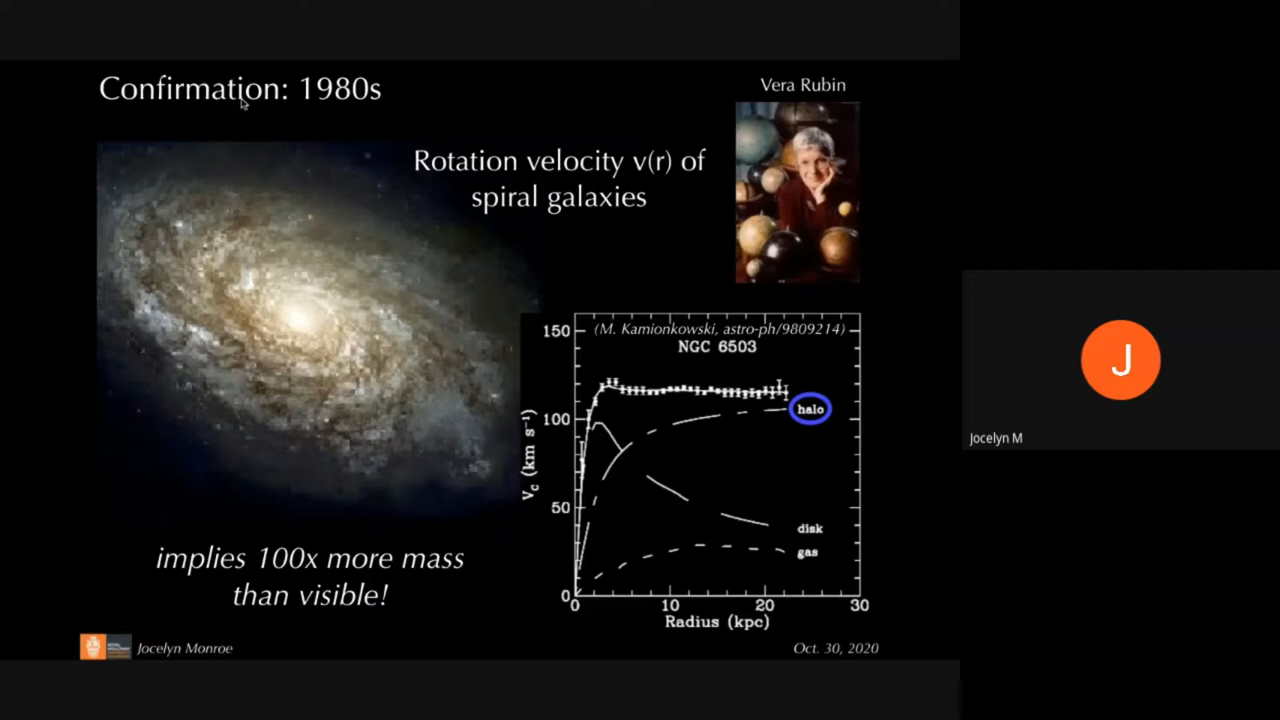 Confirmation: 1980s
Vera Rubin
Rotation velocity v(r) of
spiral galaxies
(M. Kamionkowski, astro-ph/9809214)
NGC 6503
150
100
50
0
V_c (km s⁻¹)
halo
disk
gas
0 10 20 30
Radius (kpc)
implies 100x more mass
than visible!
Jocelyn Monroe
Oct. 30, 2020
J
Jocelyn M